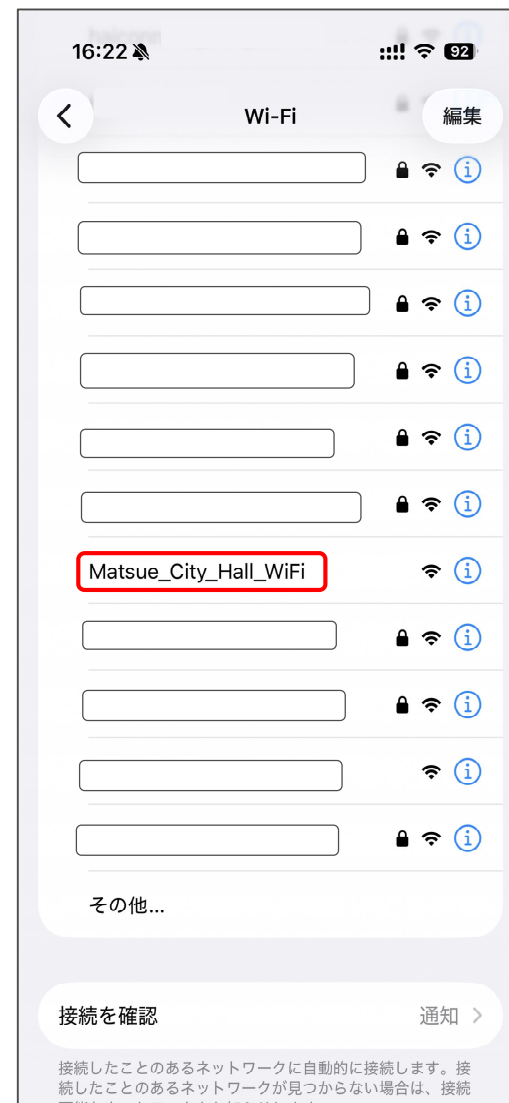 16:22
92
Wi-Fi
編集
Matsue_City_Hall_WiFi
その他...
接続を確認
通知
接続したことのあるネットワークに自動的に接続します。接
続したことのあるネットワークが見つからない場合は、接続